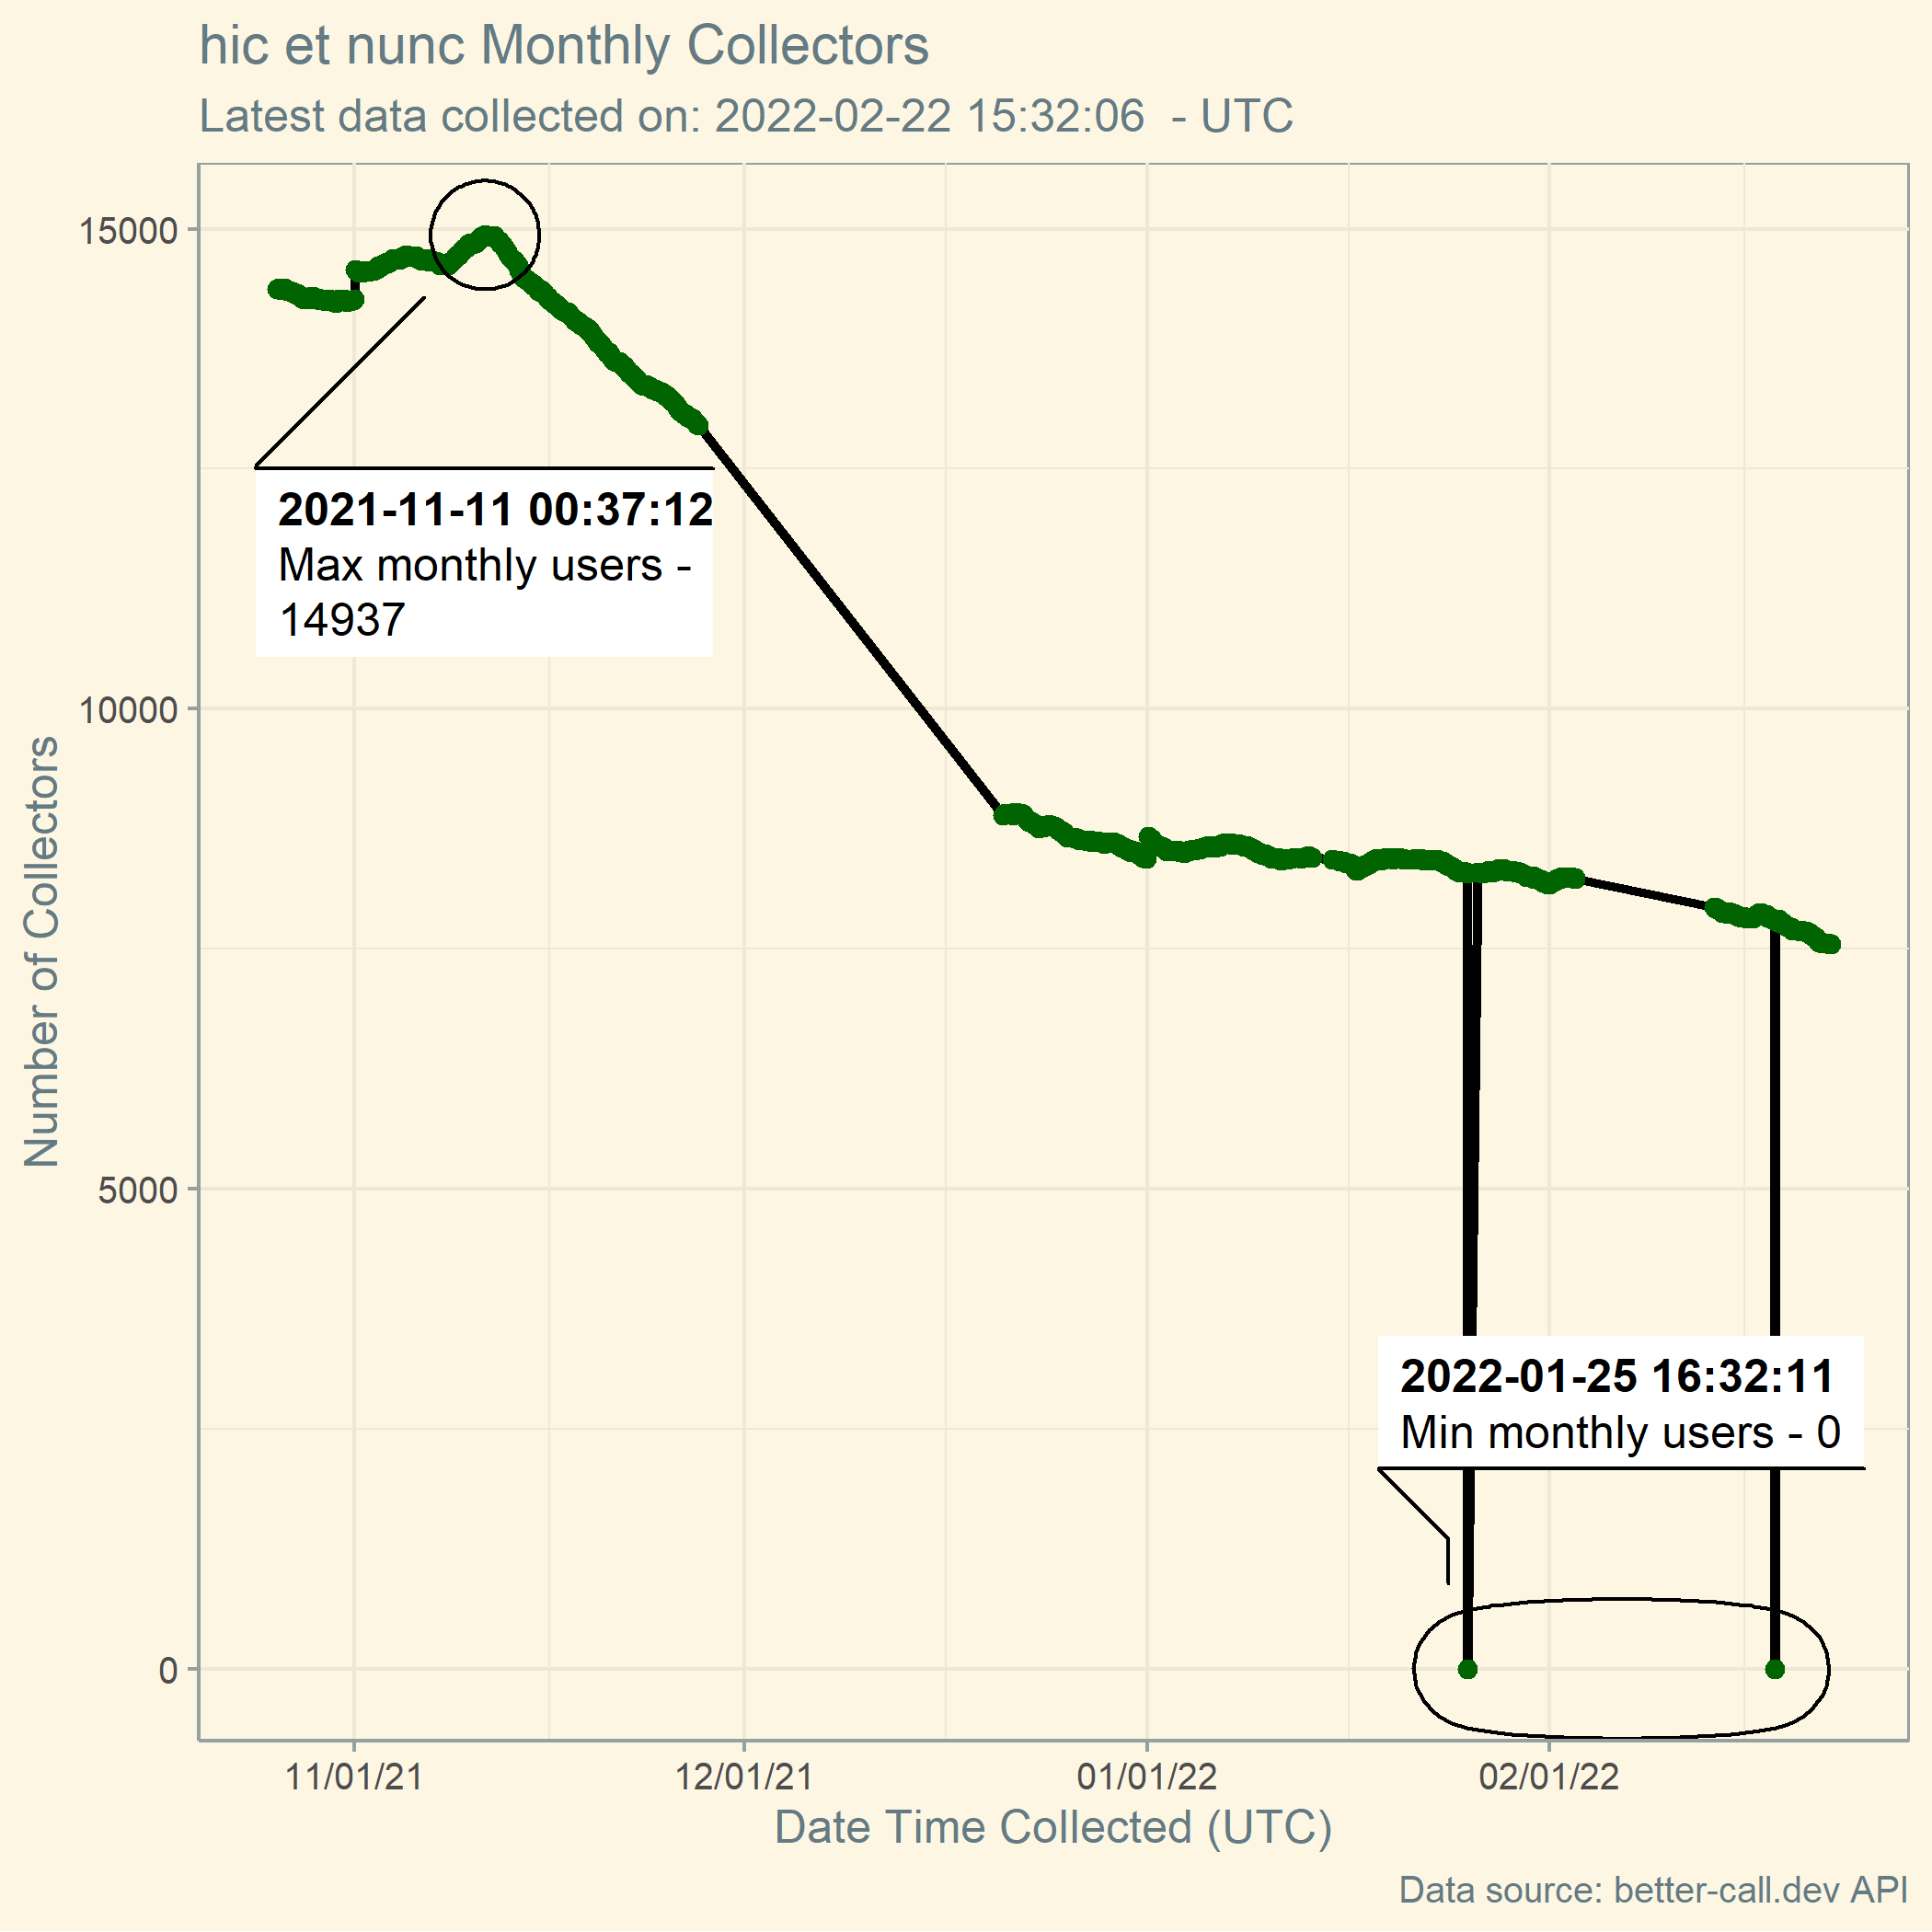 hic et nunc Monthly Collectors
Latest data collected on: 2022-02-22 15:32:06  - UTC
15000
10000
5000
0
Number of Collectors
2021-11-11 00:37:12
Max monthly users -
14937
2022-01-25 16:32:11
Min monthly users - 0
11/01/21
12/01/21
01/01/22
02/01/22
Date Time Collected (UTC)
Data source: better-call.dev API